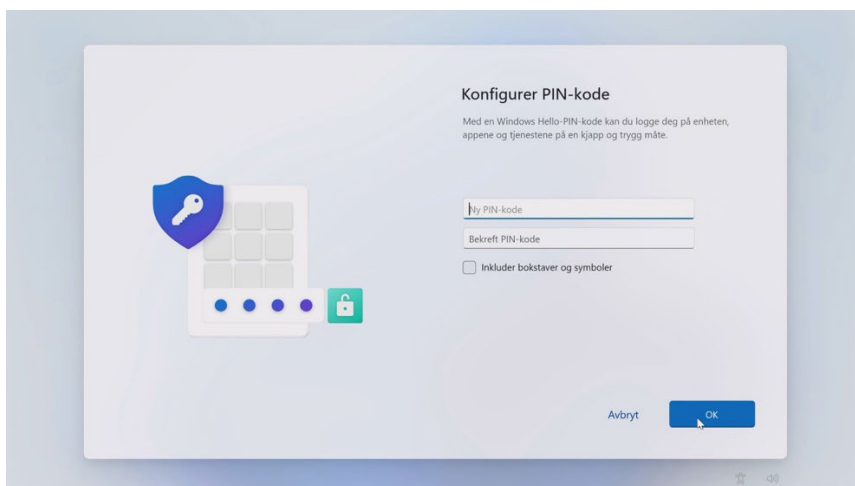 Konfigurer PIN-kode
Med en Windows Hello-PIN-kode kan du logge deg på enheten,
appene og tjenestene på en kjapp og trygg måte.
Ny PIN-kode
Bekreft PIN-kode
Inkluder bokstaver og symboler
Avbryt
OK